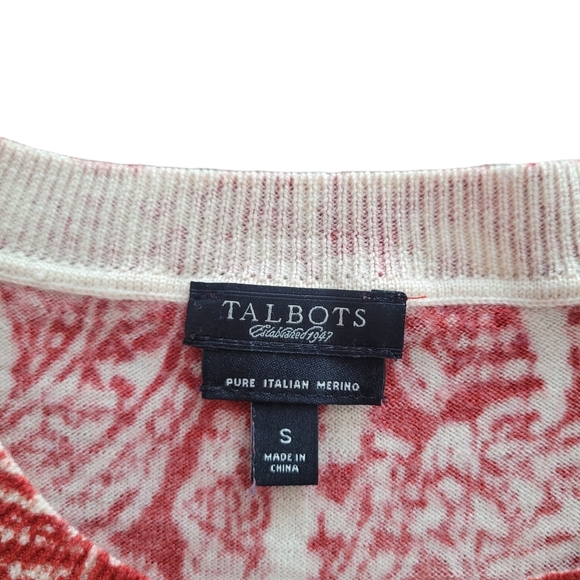 TALBOTS
Established 1947
PURE ITALIAN MERINO
S
MADE IN
CHINA